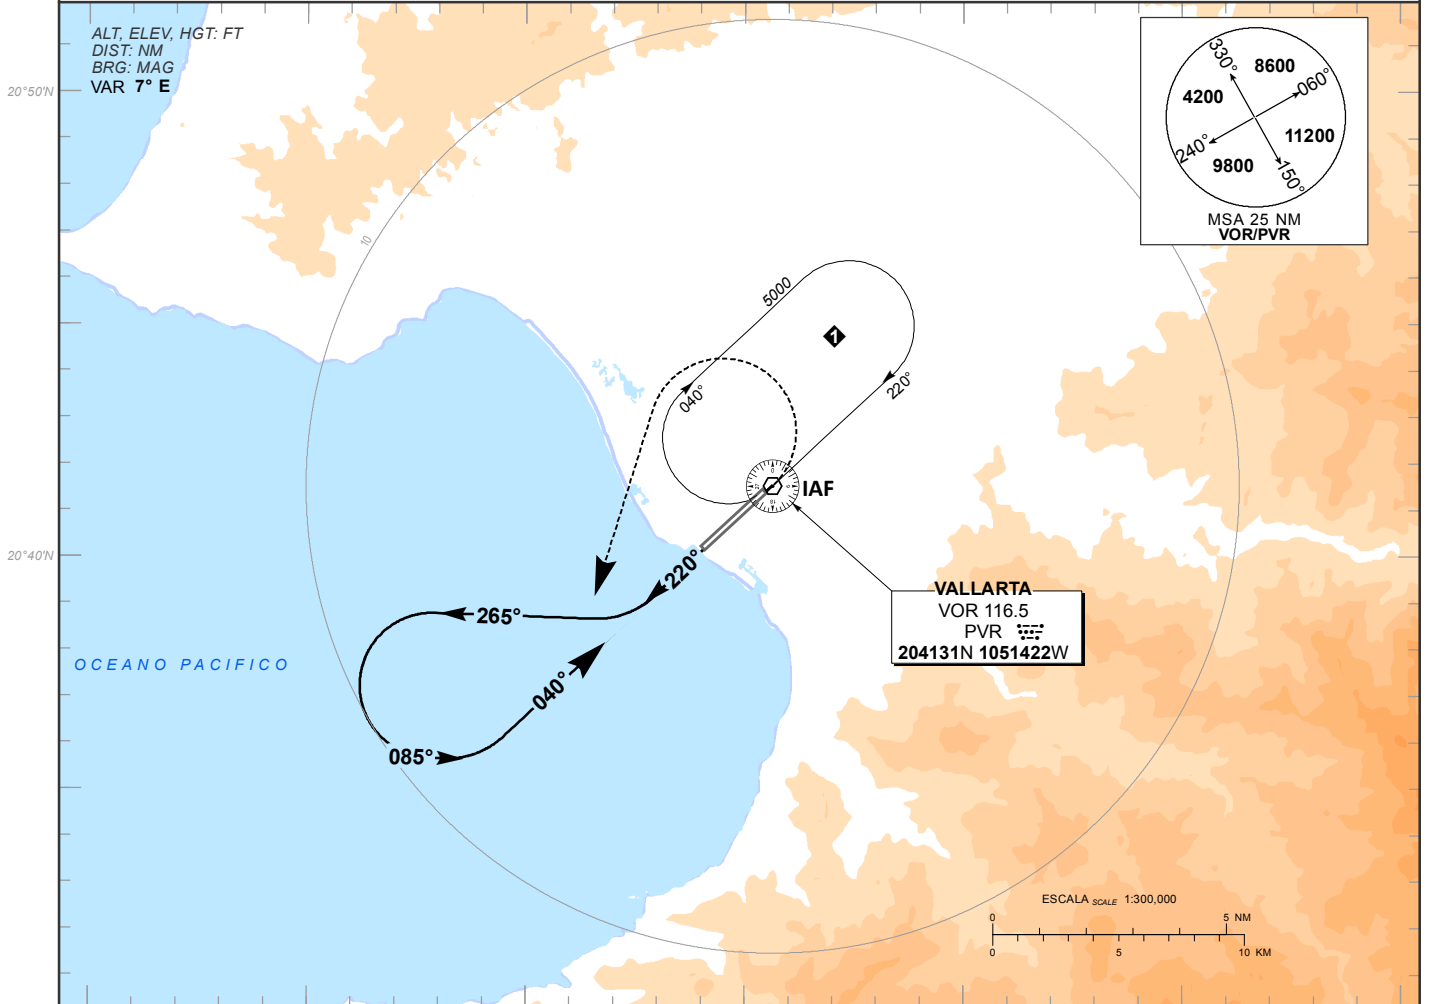 ALT, ELEV, HGT: FT
DIST: NM
BRG: MAG
VAR 7° E
20°50'N
330°
8600
060°
4200
11200
240°
9800
150°
MSA 25 NM
VOR/PVR
10
5000
1
040°
220°
IAF
20°40'N
220°
VALLARTA
VOR 116.5
PVR
204131N 1051422W
265°
OCEANO PACIFICO
040°
085°
ESCALA SCALE 1:300,000
0 5 NM
0 5 10 KM